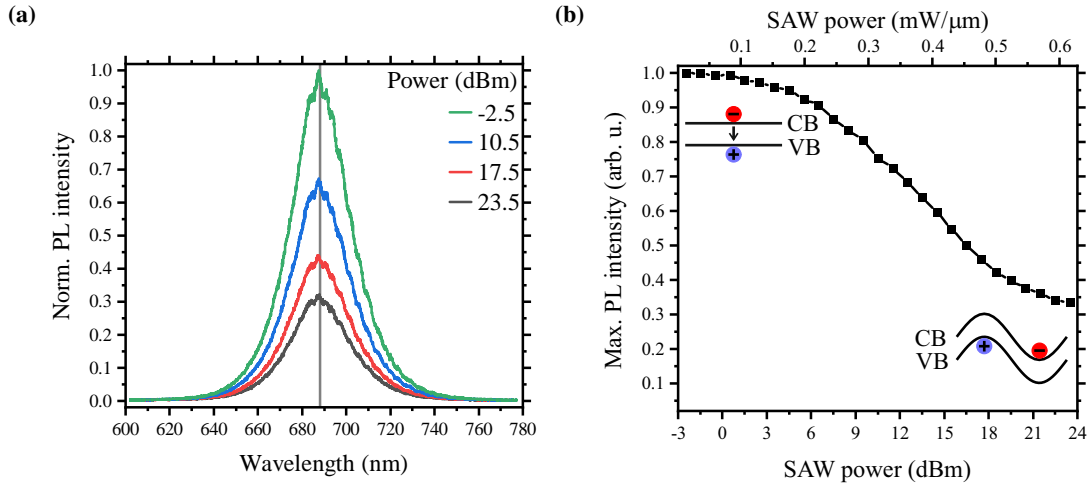 (a)
Norm. PL intensity
1.0
0.9
0.8
0.7
0.6
0.5
0.4
0.3
0.2
0.1
0.0
Power (dBm)
-2.5
10.5
17.5
23.5
600 620 640 660 680 700 720 740 760 780
Wavelength (nm)
(b)
SAW power (mW/μm)
0.1 0.2 0.3 0.4 0.5 0.6
Max. PL intensity (arb. u.)
1.0
0.9
0.8
0.7
0.6
0.5
0.4
0.3
0.2
0.1
CB
VB
CB
VB
-3 0 3 6 9 12 15 18 21 24
SAW power (dBm)